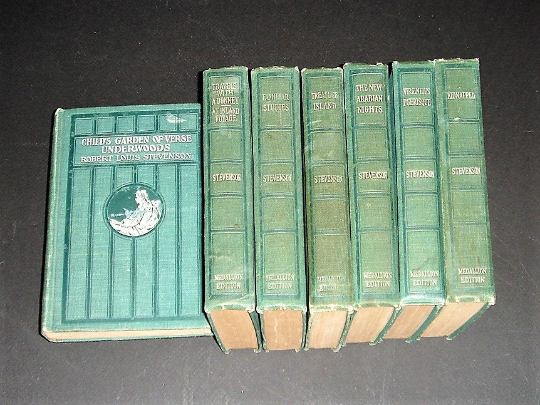 CHILD'S GARDEN OF VERSE
UNDERWOODS
ROBERT LOUIS STEVENSON
TRAVELS
WITH
A DONKEY
AN INLAND
VOYAGE
STEVENSON
MEDALLION
EDITION
FAMILIAR
STUDIES
STEVENSON
MEDALLION
EDITION
TREASURE
ISLAND
STEVENSON
MEDALLION
EDITION
THE NEW
ARABIAN
NIGHTS
STEVENSON
MEDALLION
EDITION
VIRGINIBUS
PUERISQUE
STEVENSON
MEDALLION
EDITION
KIDNAPPED
STEVENSON
MEDALLION
EDITION